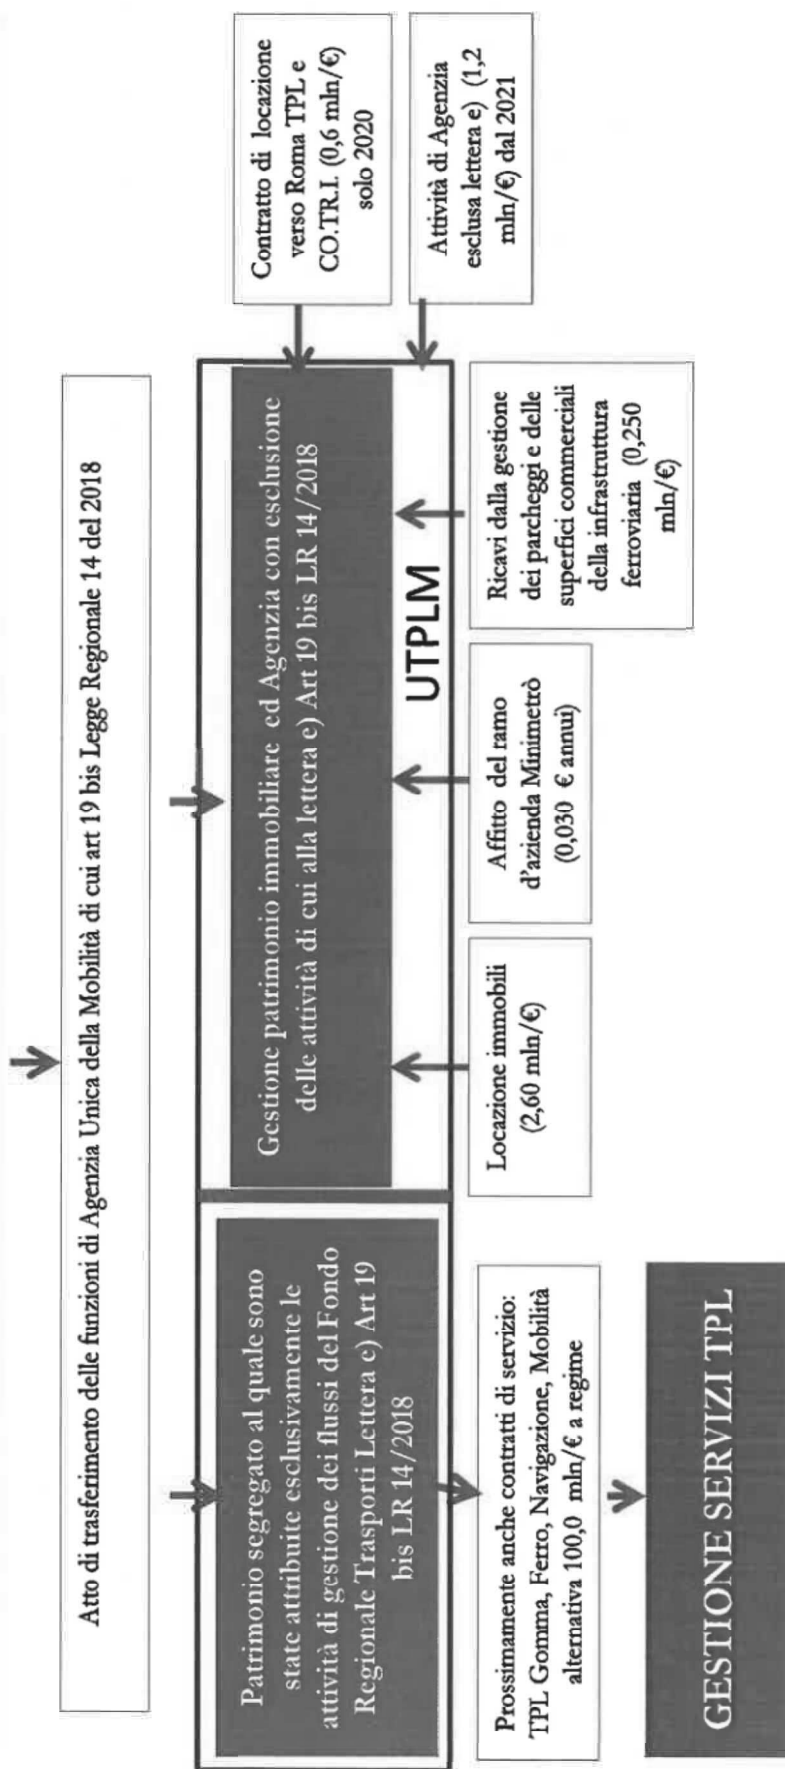 Atto di trasferimento delle funzioni di Agenzia Unica della Mobilità di cui art 19 bis Legge Regionale 14 del 2018
Patrimonio segregato al quale sono
state attribuite esclusivamente le
attività di gestione dei flussi del Fondo
Regionale Trasporti Lettera e) Art 19
bis LR 14/2018
Gestione patrimonio immobiliare ed Agenzia con esclusione
delle attività di cui alla lettera e) Art 19 bis LR 14/2018
UTPLM
Contratto di locazione
verso Roma TPL e
CO.TR.I. (0,6 mln/€)
solo 2020
Attività di Agenzia
esclusa lettera e) (1,2
mln/€) dal 2021
Prossimamente anche contratti di servizio:
TPL Gomma, Ferro, Navigazione, Mobilità
alternativa 100,0 mln/€ a regime
Locazione immobili
(2,60 mln/€)
Affitto del ramo
d'azienda Minimetrò
(0,030 € annui)
Ricavi dalla gestione
dei parcheggi e delle
superfici commerciali
della infrastruttura
ferroviaria (0,250
mln/€)
GESTIONE SERVIZI TPL